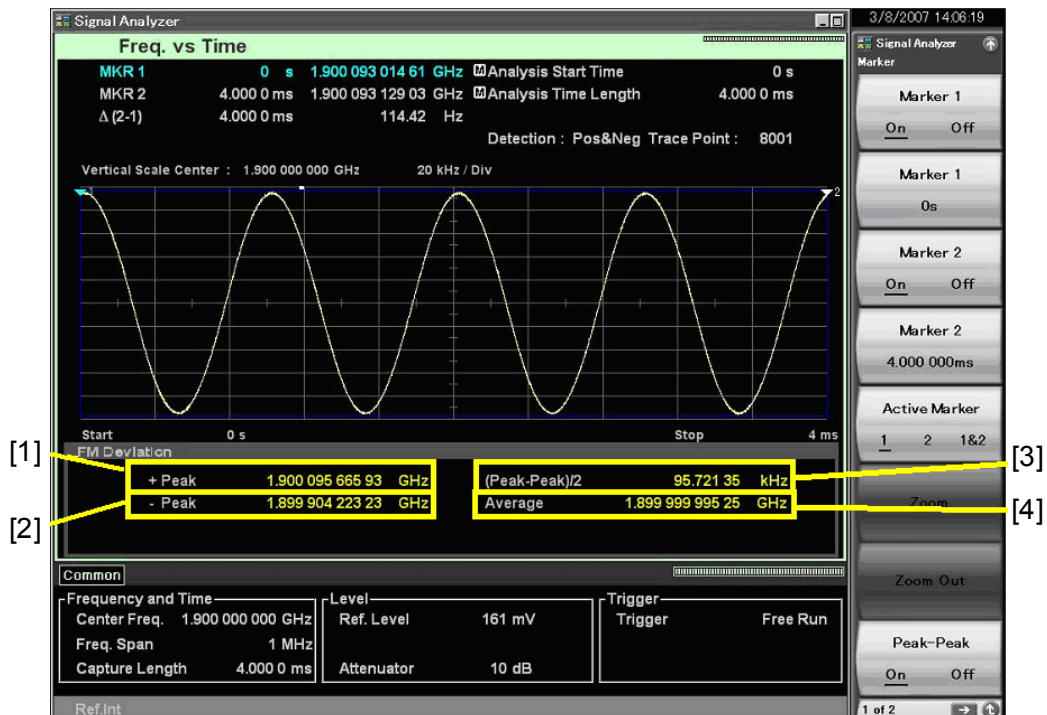 Signal Analyzer
3/8/2007 14:06:19
Freq. vs Time
MKR 1 0 s 1.900 093 014 61 GHz M Analysis Start Time 0 s
MKR 2 4.000 0 ms 1.900 093 129 03 GHz M Analysis Time Length 4.000 0 ms
Δ (2-1) 4.000 0 ms 114.42 Hz
Detection : Pos&Neg Trace Point : 8001
Vertical Scale Center : 1.900 000 000 GHz 20 kHz / Div
1
2
Start 0 s Stop 4 ms
FM Deviation
[1]
+ Peak 1.900 095 665 93 GHz
(Peak-Peak)/2 95.721 35 kHz
[3]
[2]
- Peak 1.899 904 223 23 GHz
Average 1.899 999 995 25 GHz
[4]
Common
Frequency and Time
Center Freq. 1.900 000 000 GHz
Freq. Span 1 MHz
Capture Length 4.000 0 ms
Level
Ref. Level 161 mV
Attenuator 10 dB
Trigger
Trigger Free Run
Ref.Int
Signal Analyzer
Marker
Marker 1
On Off
Marker 1
0s
Marker 2
On Off
Marker 2
4.000 000ms
Active Marker
1 2 1&2
Zoom
Zoom Out
Peak-Peak
On Off
1 of 2